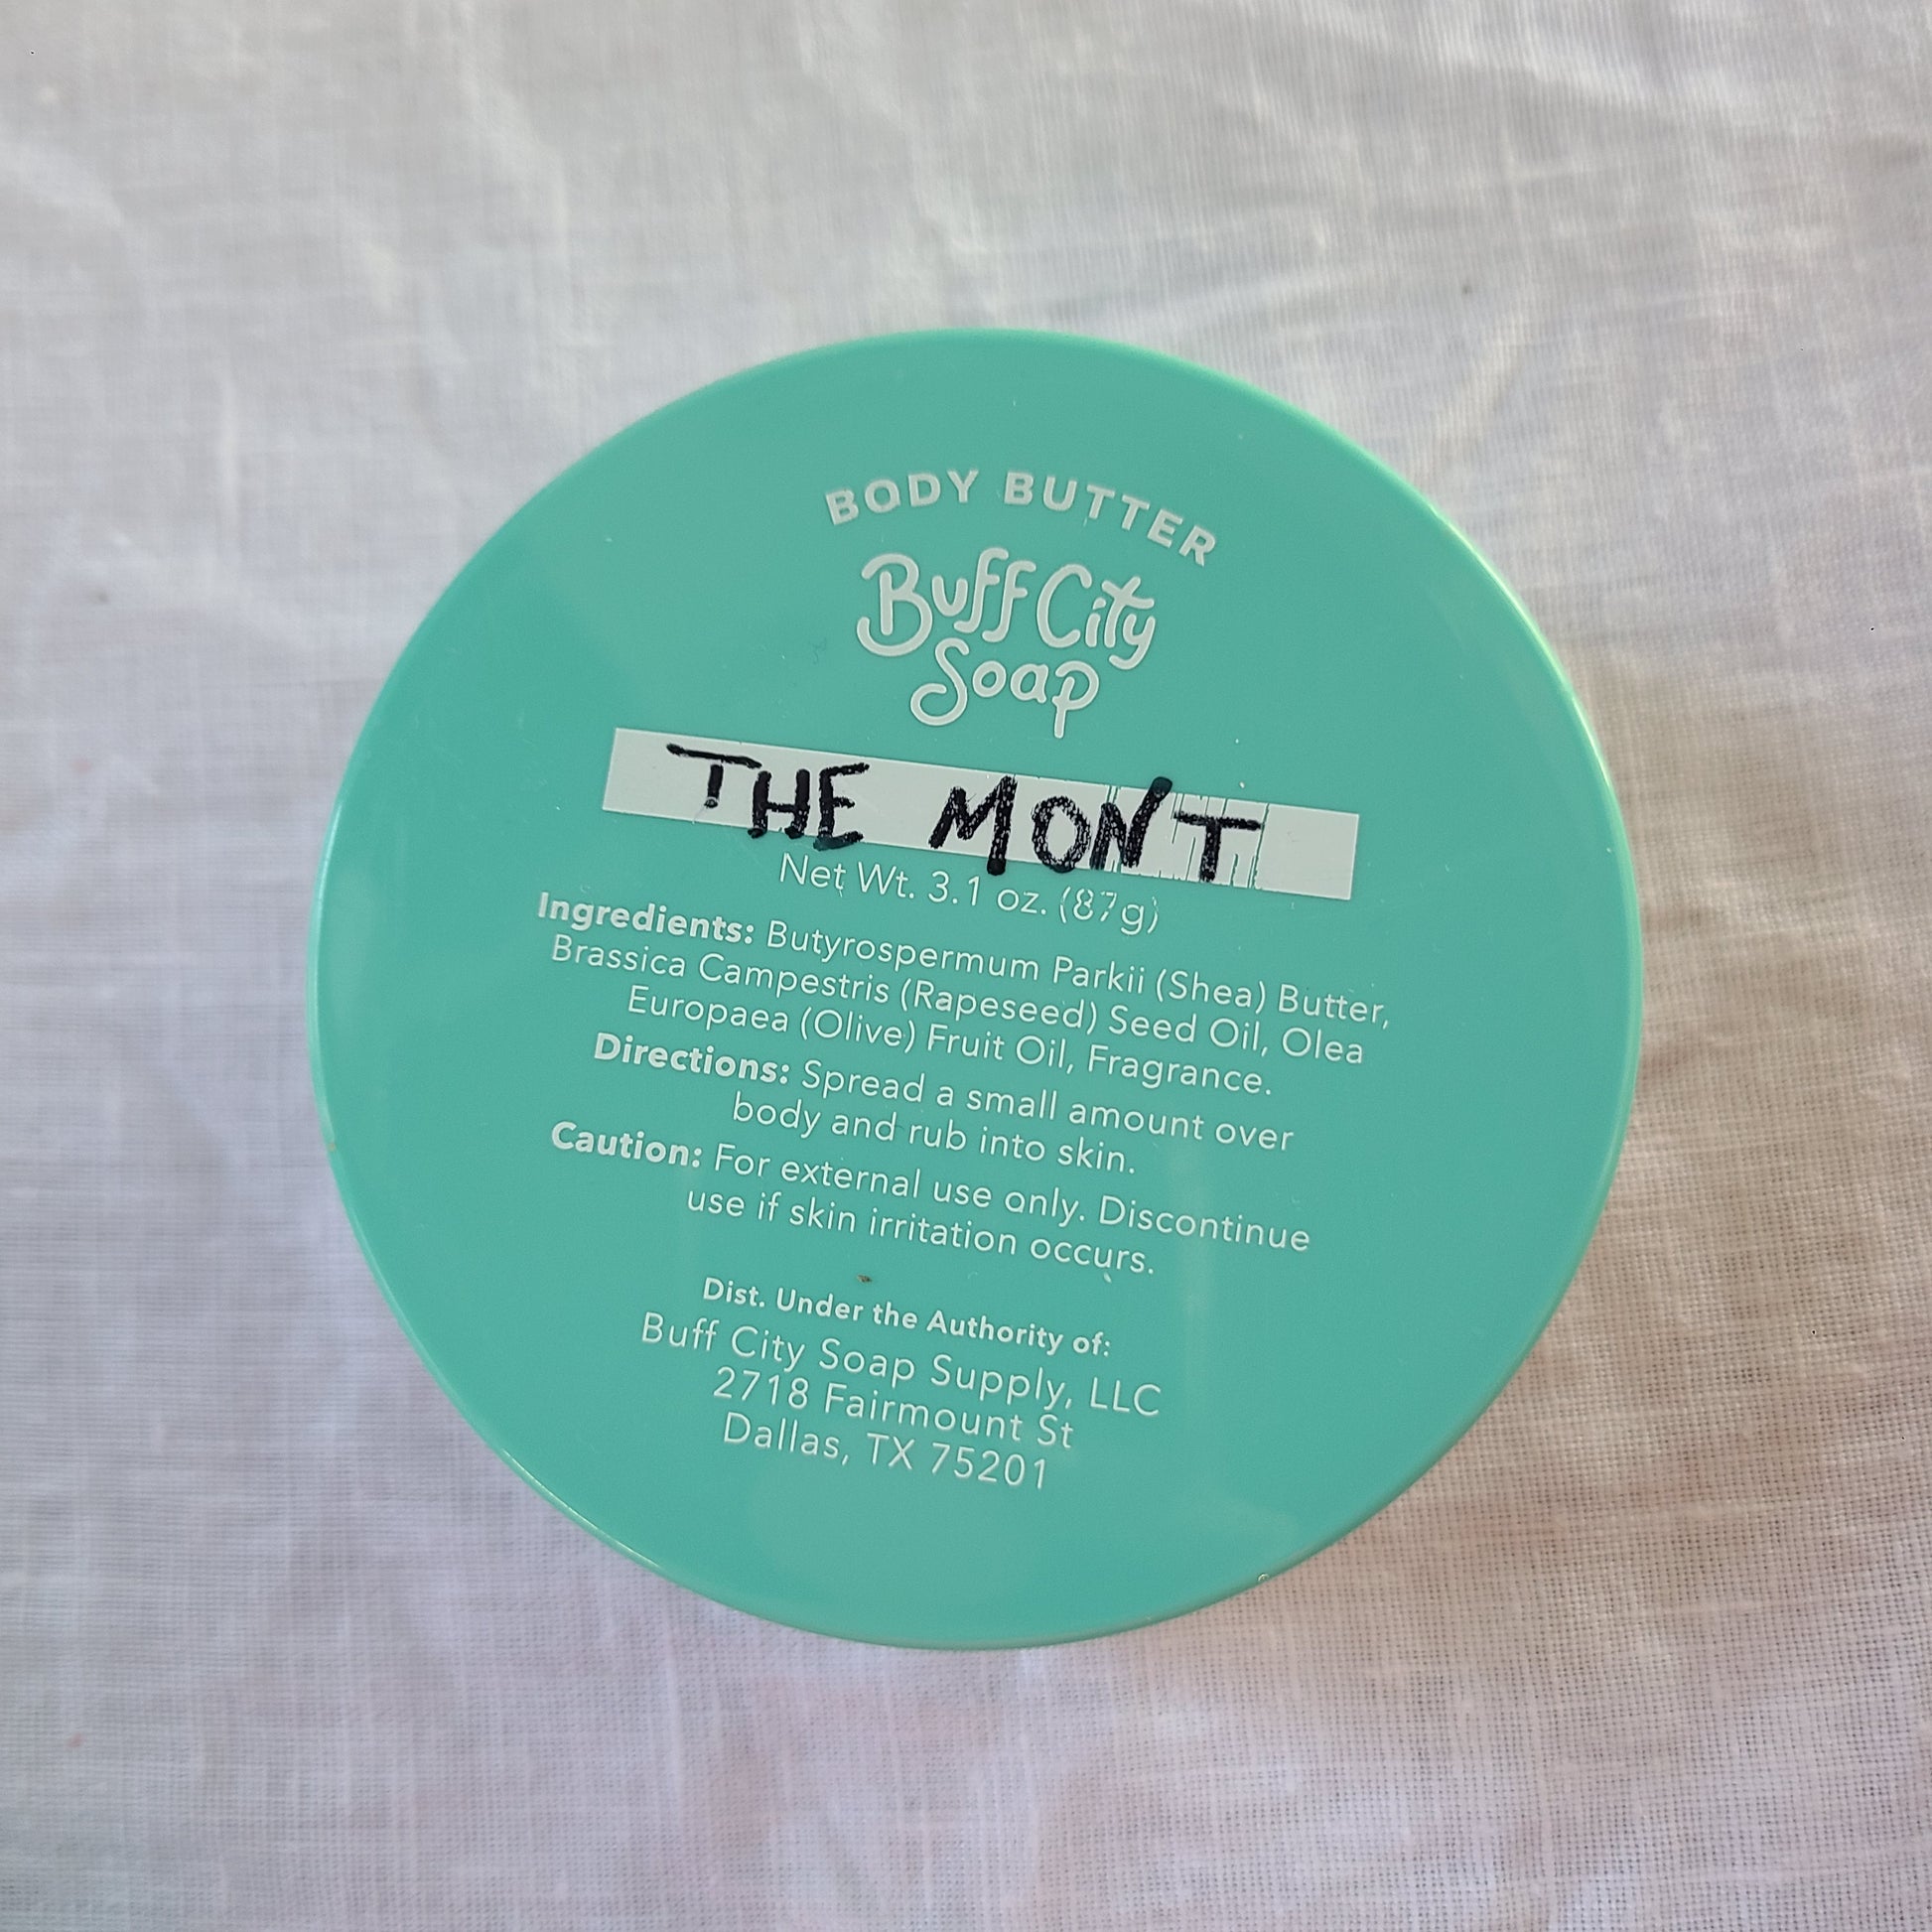 BODY BUTTER
Buff City
Soap
THE MONT
Net Wt. 3.1 oz. (87g)
Ingredients: Butyrospermum Parkii (Shea) Butter,
Brassica Campestris (Rapeseed) Seed Oil, Olea
Europaea (Olive) Fruit Oil, Fragrance.
Directions: Spread a small amount over
body and rub into skin.
Caution: For external use only. Discontinue
use if skin irritation occurs.
Dist. Under the Authority of:
Buff City Soap Supply, LLC
2718 Fairmount St
Dallas, TX 75201